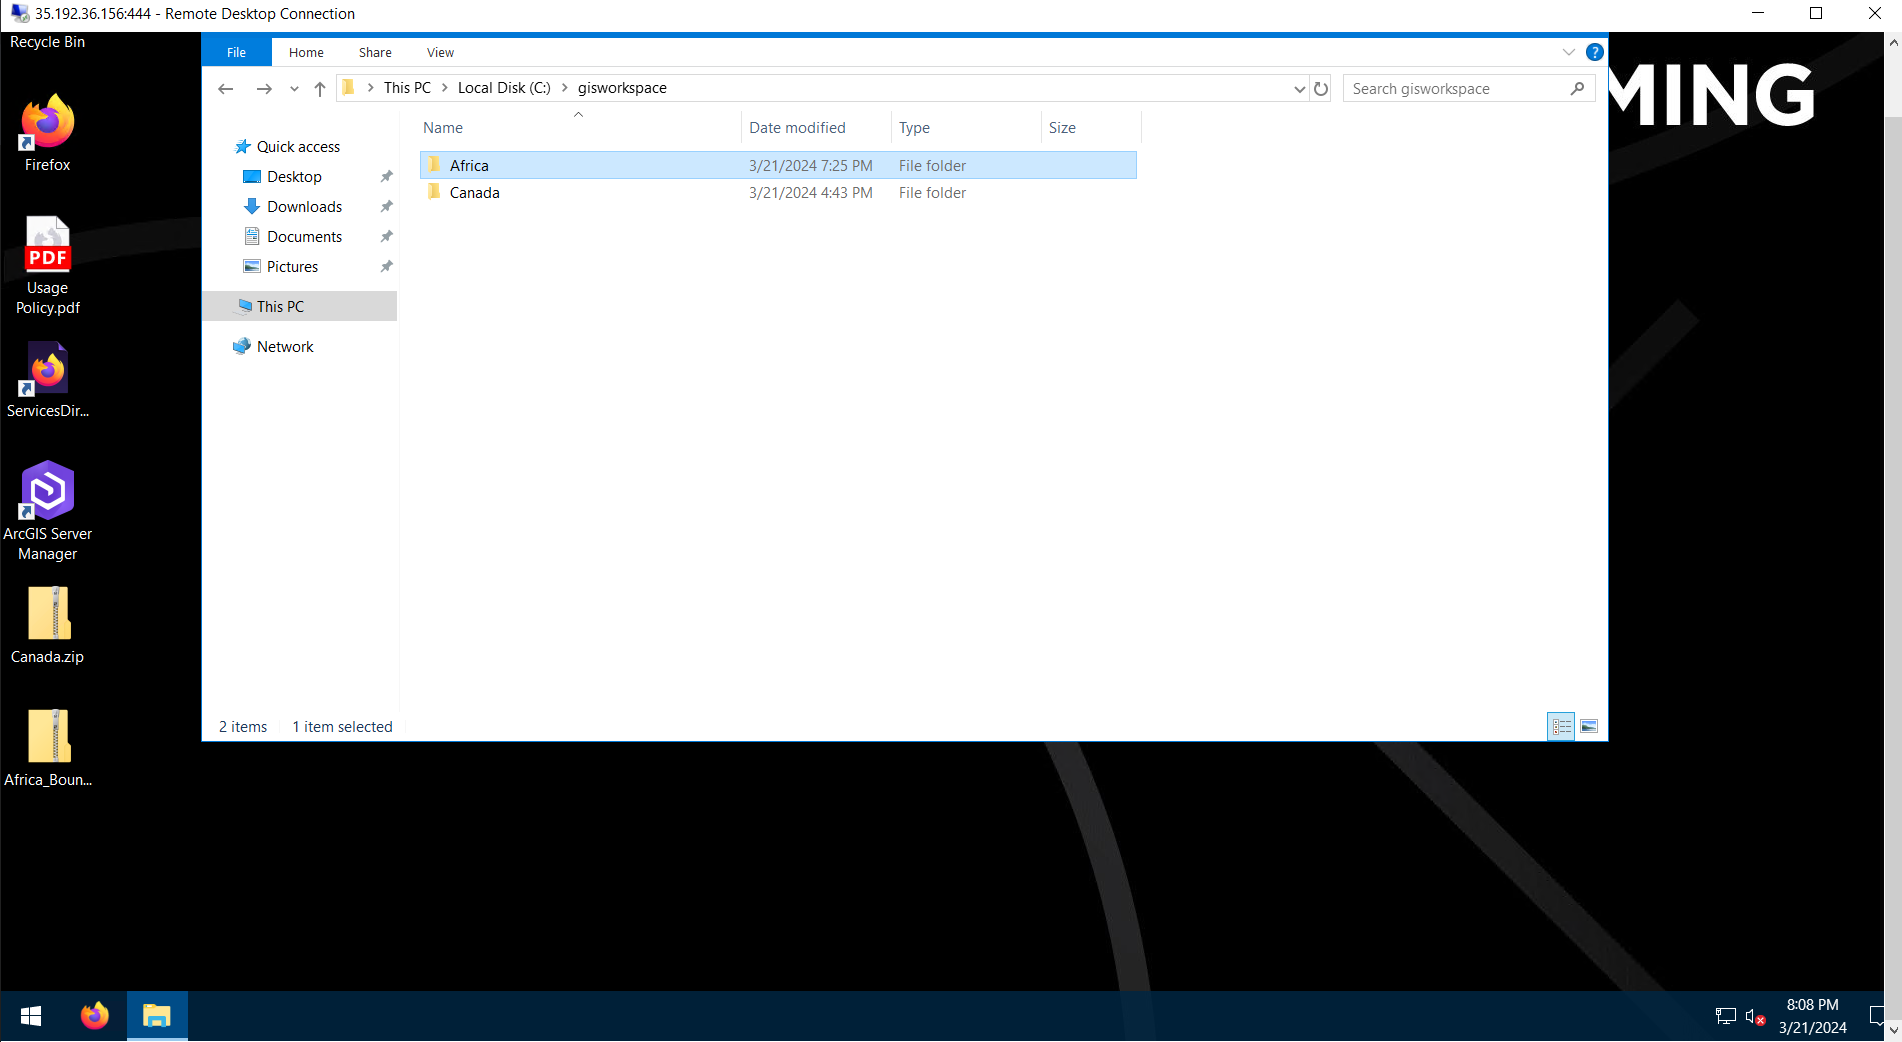 35.192.36.156:444 - Remote Desktop Connection
Recycle Bin
File Home Share View
?
This PC > Local Disk (C:) > gisworkspace
Search gisworkspace
MING
Name Date modified Type Size
Quick access
Desktop
Downloads
Documents
Pictures
This PC
Network
Africa 3/21/2024 7:25 PM File folder
Canada 3/21/2024 4:43 PM File folder
Firefox
PDF
Usage
Policy.pdf
ServicesDir...
ArcGIS Server
Manager
Canada.zip
Africa_Boun...
2 items 1 item selected
8:08 PM
3/21/2024